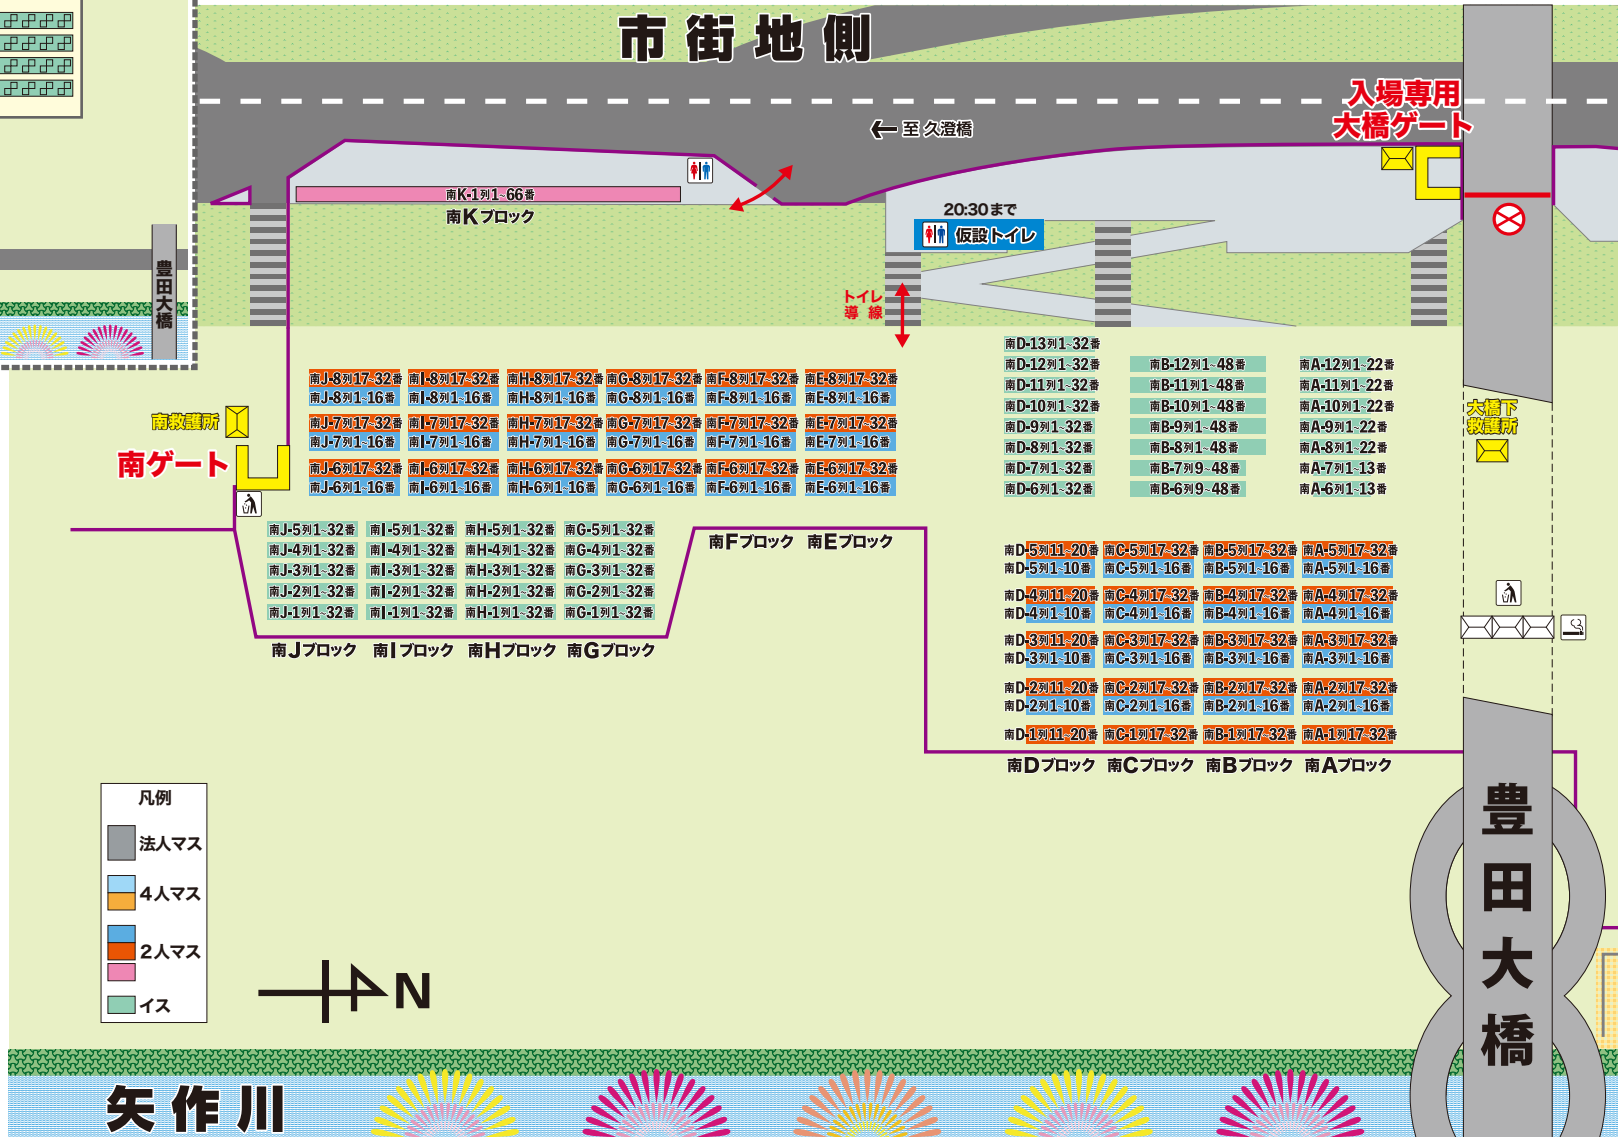 市街地側
入場専用
大橋ゲート
← 至 久澄橋
南K-1列1~66番
南Kブロック
20:30まで
仮設トイレ
トイレ
導線
豊田大橋
南D-13列1~32番
南D-12列1~32番 南B-12列1~48番 南A-12列1~22番
南D-11列1~32番 南B-11列1~48番 南A-11列1~22番
南D-10列1~32番 南B-10列1~48番 南A-10列1~22番
南D-9列1~32番 南B-9列1~48番 南A-9列1~22番
南D-8列1~32番 南B-8列1~48番 南A-8列1~22番
南D-7列1~32番 南B-7列9~48番 南A-7列1~13番
南D-6列1~32番 南B-6列9~48番 南A-6列1~13番
南J-8列17~32番 南I-8列17~32番 南H-8列17~32番 南G-8列17~32番 南F-8列17~32番 南E-8列17~32番
南J-8列1~16番 南I-8列1~16番 南H-8列1~16番 南G-8列1~16番 南F-8列1~16番 南E-8列1~16番
南J-7列17~32番 南I-7列17~32番 南H-7列17~32番 南G-7列17~32番 南F-7列17~32番 南E-7列17~32番
南J-7列1~16番 南I-7列1~16番 南H-7列1~16番 南G-7列1~16番 南F-7列1~16番 南E-7列1~16番
南J-6列17~32番 南I-6列17~32番 南H-6列17~32番 南G-6列17~32番 南F-6列17~32番 南E-6列17~32番
南J-6列1~16番 南I-6列1~16番 南H-6列1~16番 南G-6列1~16番 南F-6列1~16番 南E-6列1~16番
南救護所
南ゲート
大橋下
救護所
南J-5列1~32番 南I-5列1~32番 南H-5列1~32番 南G-5列1~32番
南J-4列1~32番 南I-4列1~32番 南H-4列1~32番 南G-4列1~32番
南J-3列1~32番 南I-3列1~32番 南H-3列1~32番 南G-3列1~32番
南J-2列1~32番 南I-2列1~32番 南H-2列1~32番 南G-2列1~32番
南J-1列1~32番 南I-1列1~32番 南H-1列1~32番 南G-1列1~32番
南Jブロック 南Iブロック 南Hブロック 南Gブロック
南Fブロック 南Eブロック
南D-5列11~20番 南C-5列17~32番 南B-5列17~32番 南A-5列17~32番
南D-5列1~10番 南C-5列1~16番 南B-5列1~16番 南A-5列1~16番
南D-4列11~20番 南C-4列17~32番 南B-4列17~32番 南A-4列17~32番
南D-4列1~10番 南C-4列1~16番 南B-4列1~16番 南A-4列1~16番
南D-3列11~20番 南C-3列17~32番 南B-3列17~32番 南A-3列17~32番
南D-3列1~10番 南C-3列1~16番 南B-3列1~16番 南A-3列1~16番
南D-2列11~20番 南C-2列17~32番 南B-2列17~32番 南A-2列17~32番
南D-2列1~10番 南C-2列1~16番 南B-2列1~16番 南A-2列1~16番
南D-1列11~20番 南C-1列17~32番 南B-1列17~32番 南A-1列17~32番
南Dブロック 南Cブロック 南Bブロック 南Aブロック
凡例
法人マス
4人マス
2人マス
イス
N
豊田大橋
矢作川